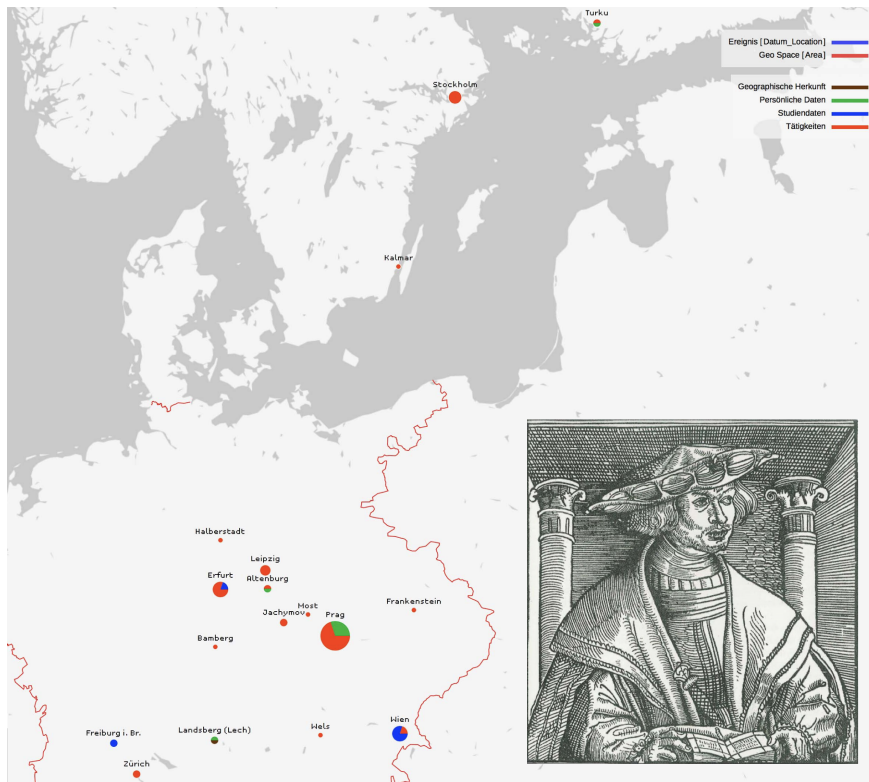 Turku
Ereignis [Datum_Location]
Geo Space [Area]
Stockholm
Geographische Herkunft
Persönliche Daten
Studiendaten
Tätigkeiten
Kalmar
Halberstadt
Leipzig
Erfurt
Altenburg
Frankenstein
Most
Jachymov
Prag
Bamberg
Wien
Landsberg (Lech)
Wels
Freiburg i. Br.
Zürich